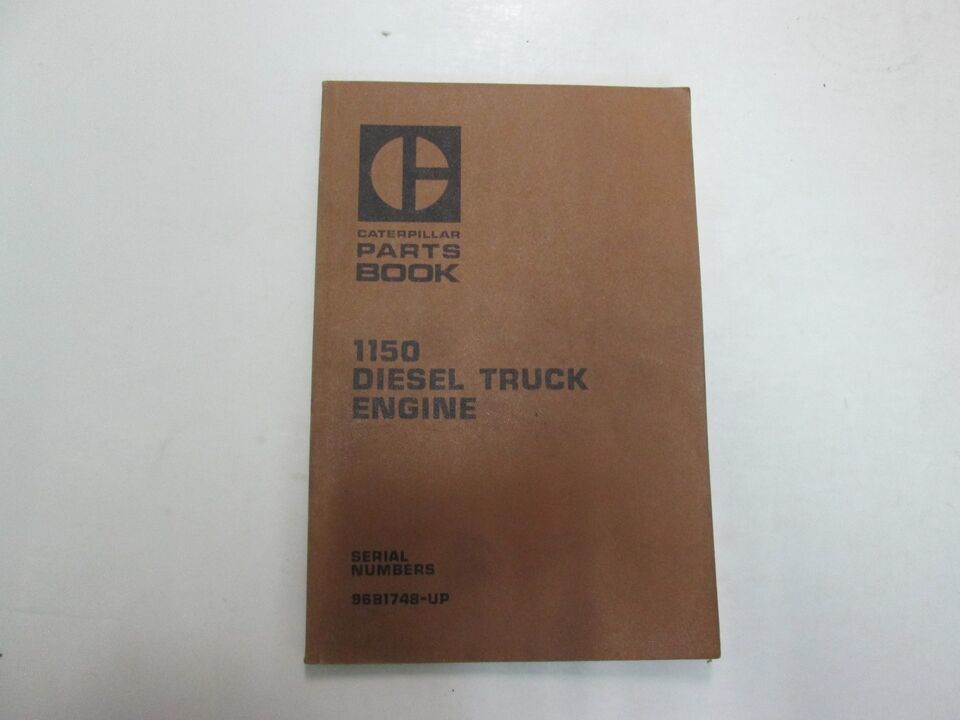 CATERPILLAR
PARTS
BOOK
1150
DIESEL TRUCK
ENGINE
SERIAL
NUMBERS
96B1748-UP